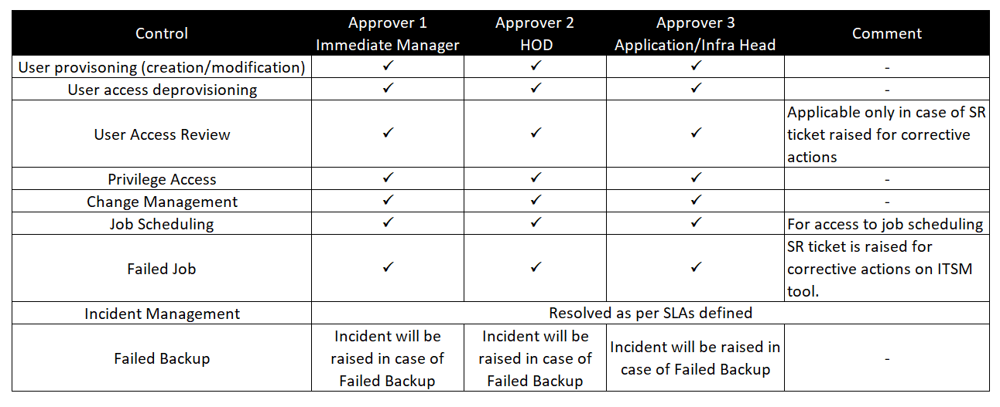 Control
Approver 1
Immediate Manager
Approver 2
HOD
Approver 3
Application/Infra Head
Comment
User provisoning (creation/modification)
✓
✓
✓
-
User access deprovisioning
✓
✓
✓
-
User Access Review
✓
✓
✓
Applicable only in case of SR
ticket raised for corrective
actions
Privilege Access
✓
✓
✓
-
Change Management
✓
✓
✓
-
Job Scheduling
✓
✓
✓
For access to job scheduling
Failed Job
✓
✓
✓
SR ticket is raised for
corrective actions on ITSM
tool.
Incident Management
Resolved as per SLAs defined
Failed Backup
Incident will be
raised in case of
Failed Backup
Incident will be
raised in case of
Failed Backup
Incident will be raised in
case of Failed Backup
-